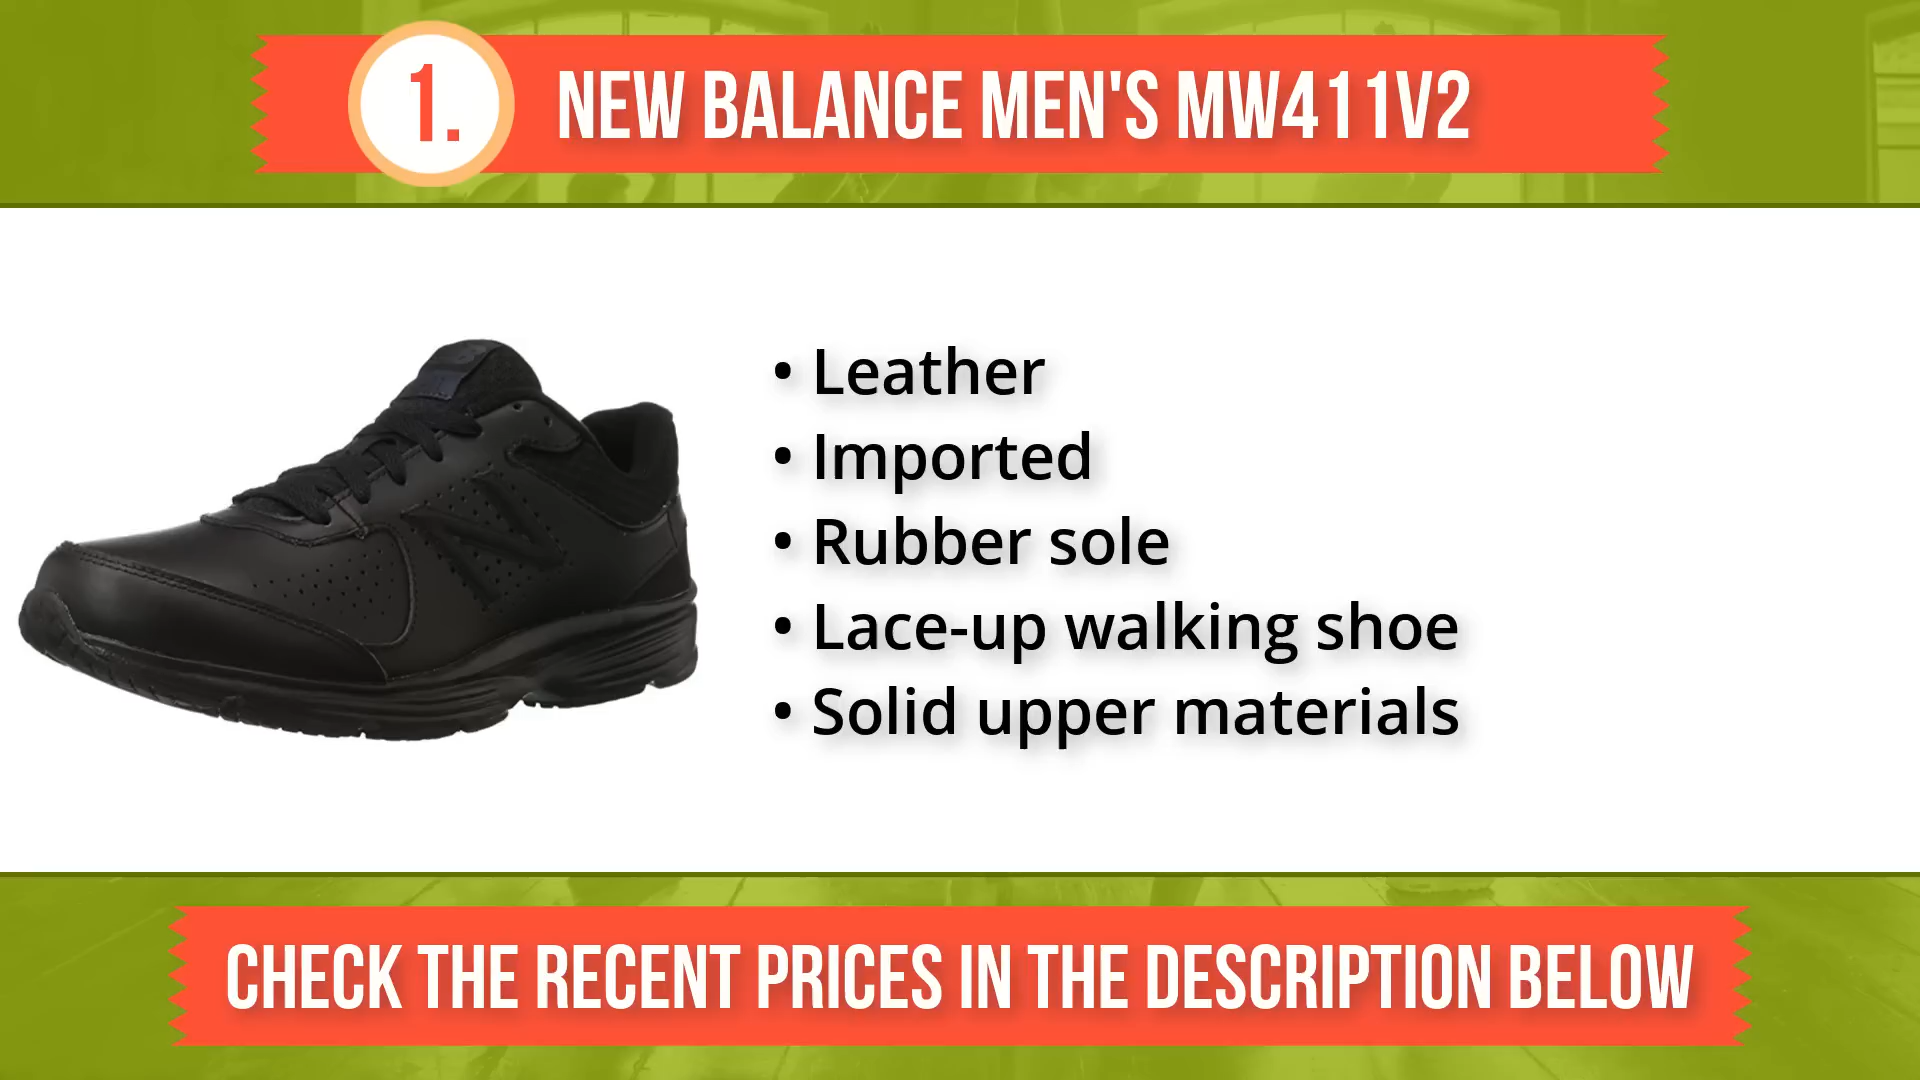 1. NEW BALANCE MEN'S MW411V2
• Leather
• Imported
• Rubber sole
• Lace-up walking shoe
• Solid upper materials
CHECK THE RECENT PRICES IN THE DESCRIPTION BELOW